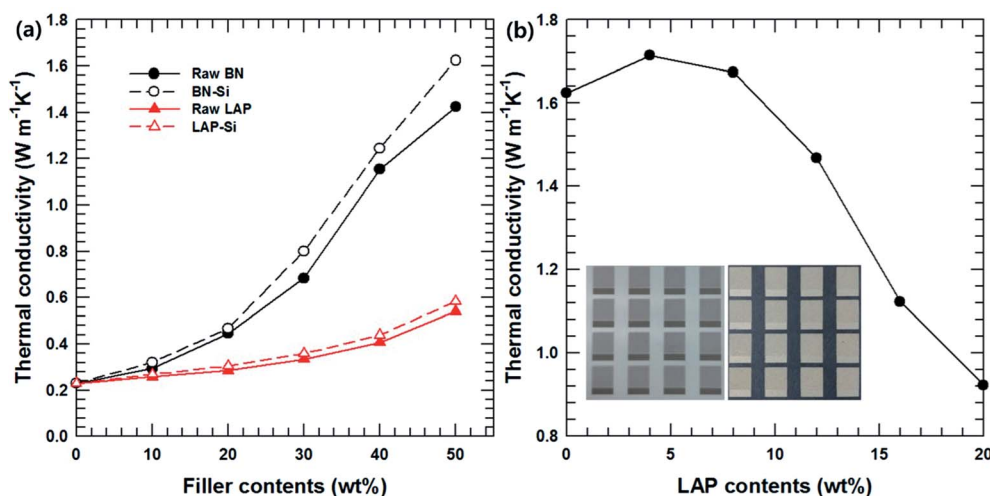 (a)
1.8
1.6
1.4
1.2
1.0
0.8
0.6
0.4
0.2
0.0
Thermal conductivity (W m⁻¹K⁻¹)
Raw BN
BN-Si
Raw LAP
LAP-Si
0 10 20 30 40 50
Filler contents (wt%)
(b)
1.8
1.6
1.4
1.2
1.0
0.8
Thermal conductivity (W m⁻¹K⁻¹)
0 5 10 15 20
LAP contents (wt%)